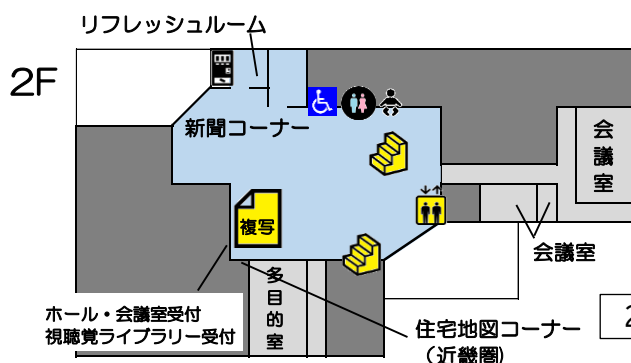 リフレッシュルーム
2F
新聞コーナー
会議室
複写
会議室
多目的室
ホール・会議室受付
視聴覚ライブラリー受付
住宅地図コーナー
（近畿圏)
2